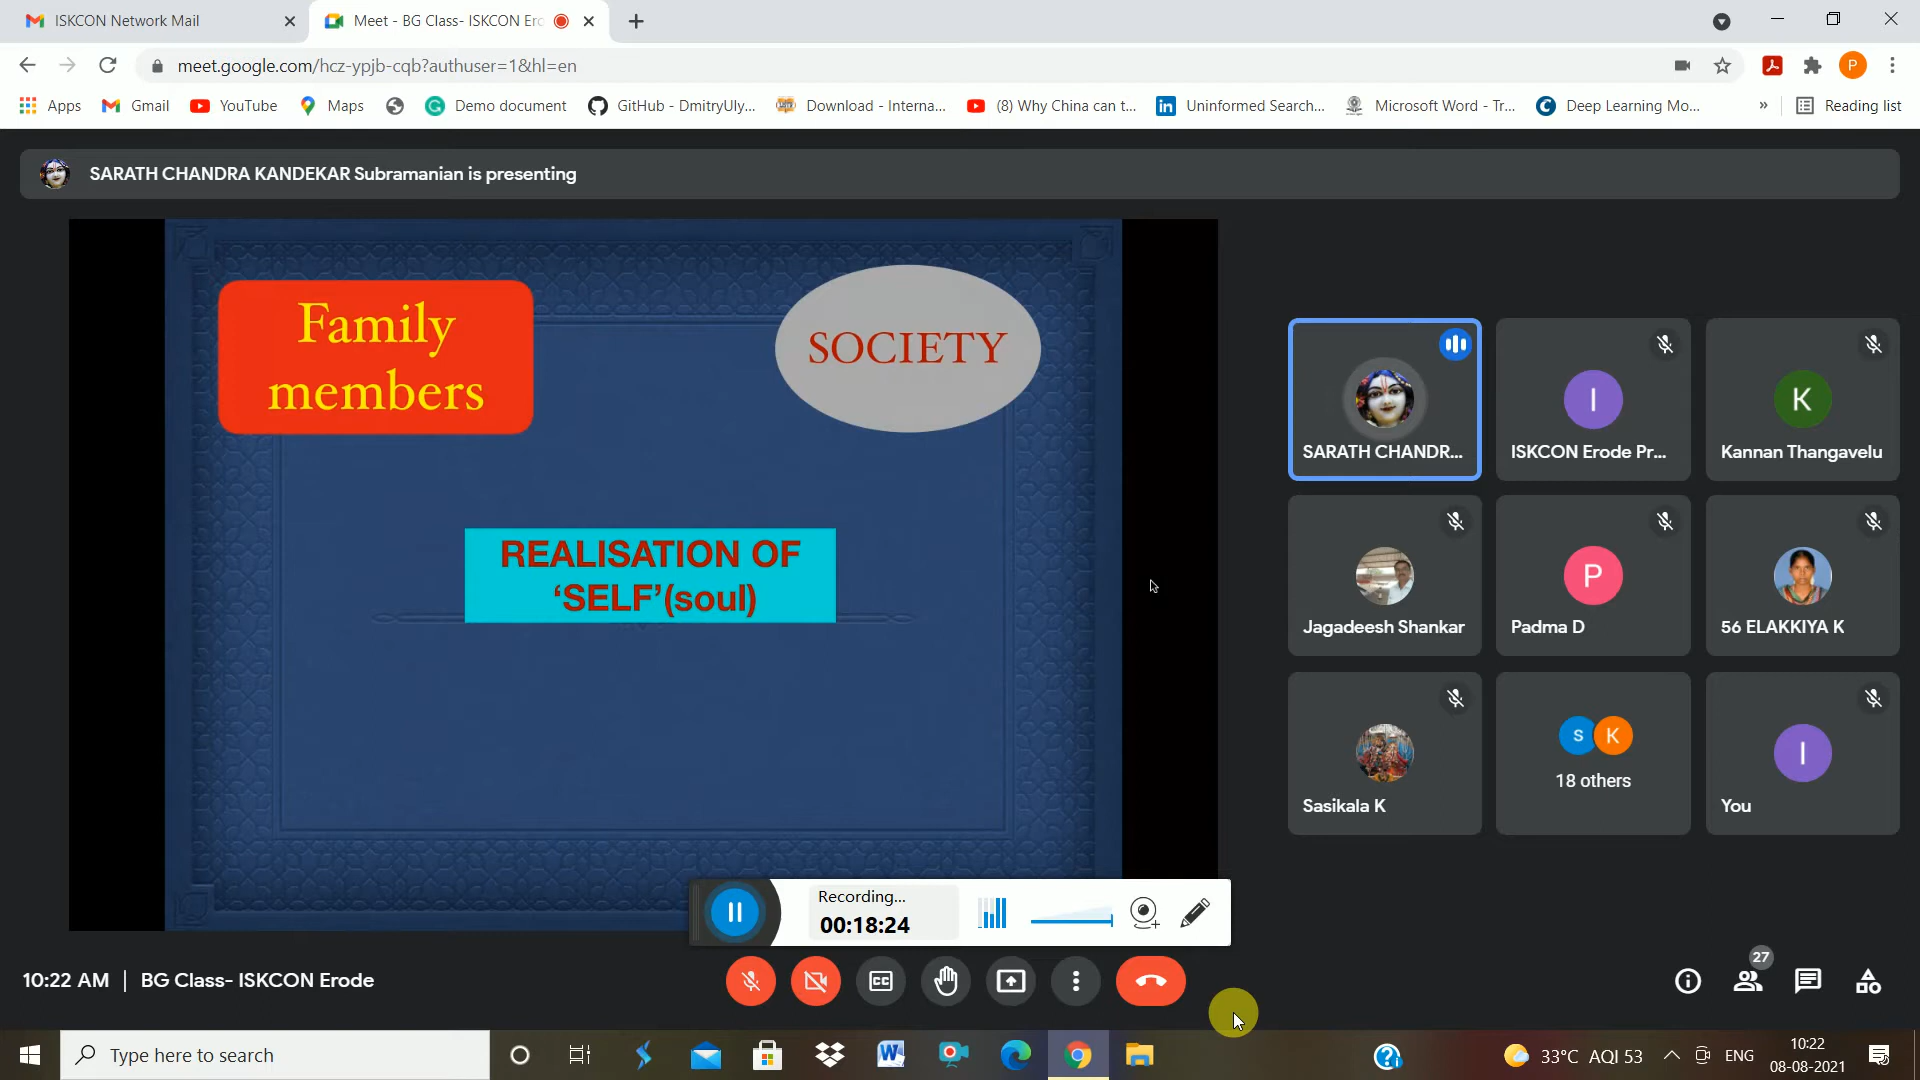 ISKCON Network Mail
Meet - BG Class- ISKCON Erc
meet.google.com/hcz-ypjb-cqb?authuser=1&hl=en
P
Apps
Gmail
YouTube
Maps
Demo document
GitHub - DmitryUly...
Download - Interna...
(8) Why China can t...
Uninformed Search...
Microsoft Word - Tr...
Deep Learning Mo...
»
Reading list
SARATH CHANDRA KANDEKAR Subramanian is presenting
Family
members
SOCIETY
REALISATION OF
‘SELF’(soul)
SARATH CHANDR...
I
ISKCON Erode Pr...
K
Kannan Thangavelu
Jagadeesh Shankar
P
Padma D
56 ELAKKIYA K
Sasikala K
S K
18 others
I
You
Recording...
00:18:24
10:22 AM | BG Class- ISKCON Erode
CC
27
Type here to search
33°C AQI 53
ENG
10:22
08-08-2021